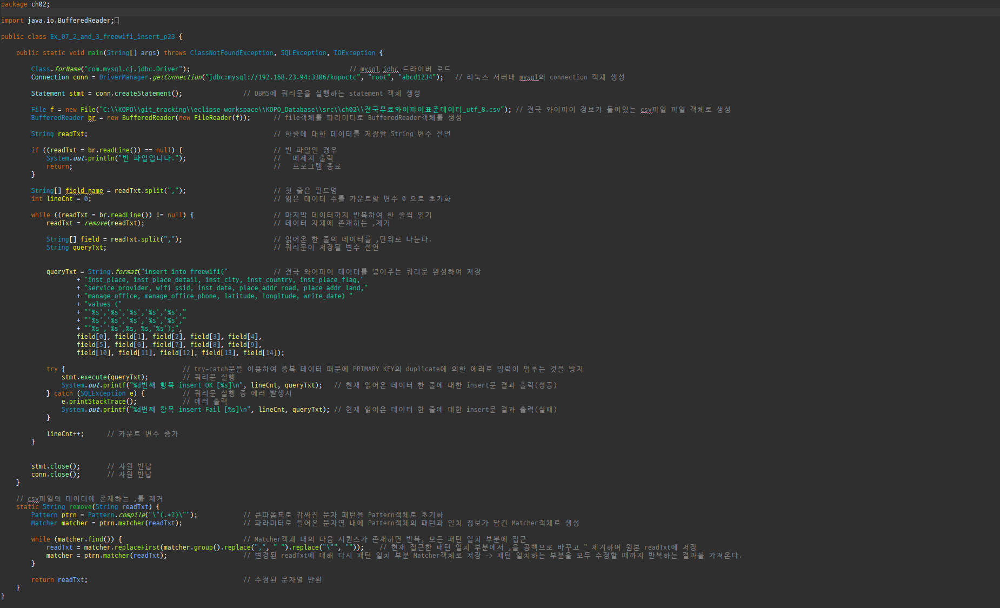 package ch02;
import java.io.BufferedReader;
public class Ex_07_2_and_3_freewifi_insert_p23 {
public static void main(String[] args) throws ClassNotFoundException, SQLException, IOException {
Class.forName("com.mysql.cj.jdbc.Driver"); // mysql jdbc 드라이버 로드
Connection conn = DriverManager.getConnection("jdbc:mysql://192.168.23.94:3306/kopoctc", "root", "abcd1234"); // 리눅스 서버내 mysql의 connection 객체 생성
Statement stmt = conn.createStatement(); // DBMS에 쿼리문을 실행하는 statement 객체 생성
File f = new File("C:\\KOPO\\git_tracking\\eclipse-workspace\\KOPO_Database\\src\\ch02\\전국무료와이파이표준데이터_utf_8.csv"); // 전국 와이파이 정보가 들어있는 csv파일 파일 객체로 생성
BufferedReader br = new BufferedReader(new FileReader(f)); // file객체를 파라미터로 BufferedReader객체를 생성
String readTxt; // 한줄에 대한 데이터를 저장할 String 변수 선언
if ((readTxt = br.readLine()) == null) { // 빈 파일인 경우
System.out.println("빈 파일입니다."); // 메세지 출력
return; // 프로그램 종료
}
String[] field_name = readTxt.split(","); // 첫 줄은 필드명
int lineCnt = 0; // 읽은 데이터 수를 카운트할 변수 0 으로 초기화
while ((readTxt = br.readLine()) != null) { // 마지막 데이터까지 반복하여 한 줄씩 읽기
readTxt = remove(readTxt); // 데이터 자체에 존재하는 ,제거
String[] field = readTxt.split(","); // 읽어온 한 줄의 데이터를 ,단위로 나눈다.
String queryTxt; // 쿼리문이 저장될 변수 선언
queryTxt = String.format("insert into freewifi(" // 전국 와이파이 데이터를 넣어주는 쿼리문 완성하여 저장
+ "inst_place, inst_place_detail, inst_city, inst_country, inst_place_flag,"
+ "service_provider, wifi_ssid, inst_date, place_addr_road, place_addr_land,"
+ "manage_office, manage_office_phone, latitude, longitude, write_date) "
+ "values ("
+ "'%s','%s','%s','%s','%s',"
+ "'%s','%s','%s','%s','%s',"
+ "'%s','%s',%s, %s,'%s');",
field[0], field[1], field[2], field[3], field[4],
field[5], field[6], field[7], field[8], field[9],
field[10], field[11], field[12], field[13], field[14]);
try { // try-catch문을 이용하여 중복 데이터 때문에 PRIMARY KEY의 duplicate에 의한 에러로 입력이 멈추는 것을 방지
stmt.execute(queryTxt); // 쿼리문 실행
System.out.printf("%d번째 항목 insert OK [%s]\n", lineCnt, queryTxt); // 현재 읽어온 데이터 한 줄에 대한 insert문 결과 출력(성공)
} catch (SQLException e) { // 쿼리문 실행 중 에러 발생시
e.printStackTrace(); // 에러 출력
System.out.printf("%d번째 항목 insert Fail [%s]\n", lineCnt, queryTxt); // 현재 읽어온 데이터 한 줄에 대한 insert문 결과 출력(실패)
}
lineCnt++; // 카운트 변수 증가
}
stmt.close(); // 자원 반납
conn.close(); // 자원 반납
}
// csv파일의 데이터에 존재하는 ,를 제거
static String remove(String readTxt) {
Pattern ptrn = Pattern.compile("\"(.*?)\""); // 큰따옴표로 감싸진 문자 패턴을 Pattern객체로 초기화
Matcher matcher = ptrn.matcher(readTxt); // 파라미터로 들어온 문자열 내에 Pattern객체의 패턴과 일치 정보가 담긴 Matcher객체로 생성
while (matcher.find()) { // Matcher객체 내의 다음 시퀀스가 존재하면 반복, 모든 패턴 일치 부분에 접근
readTxt = matcher.replaceFirst(matcher.group().replace(",", " ").replace("\"", "")); // 현재 접근한 패턴 일치 부분에서 ,을 공백으로 바꾸고 " 제거하여 원본 readTxt에 저장
matcher = ptrn.matcher(readTxt); // 변경된 readTxt에 대해 다시 패턴 일치 부분 Matcher객체로 저장 -> 패턴 일치하는 부분을 모두 수정할 때까지 반복하는 결과를 가져온다.
}
return readTxt; // 수정된 문자열 반환
}
}